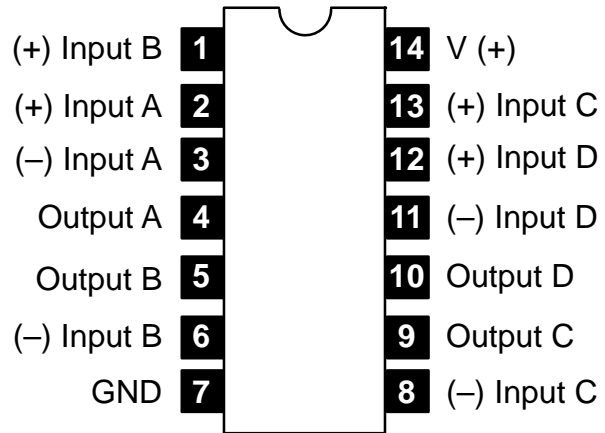 (+) Input B 1 14 V (+)
(+) Input A 2 13 (+) Input C
(–) Input A 3 12 (+) Input D
Output A 4 11 (–) Input D
Output B 5 10 Output D
(–) Input B 6 9 Output C
GND 7 8 (–) Input C